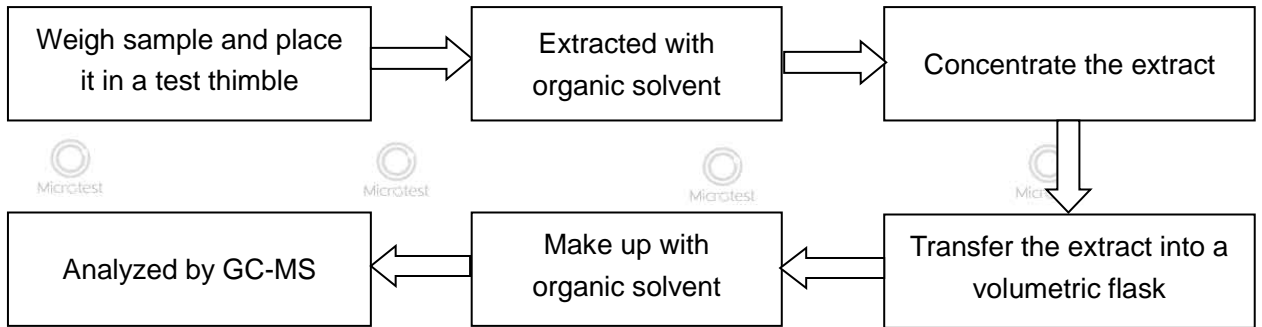 Weigh sample and place
it in a test thimble
Extracted with
organic solvent
Concentrate the extract
Microtest
Microtest
Microtest
Analyzed by GC-MS
Make up with
organic solvent
Transfer the extract into a
volumetric flask